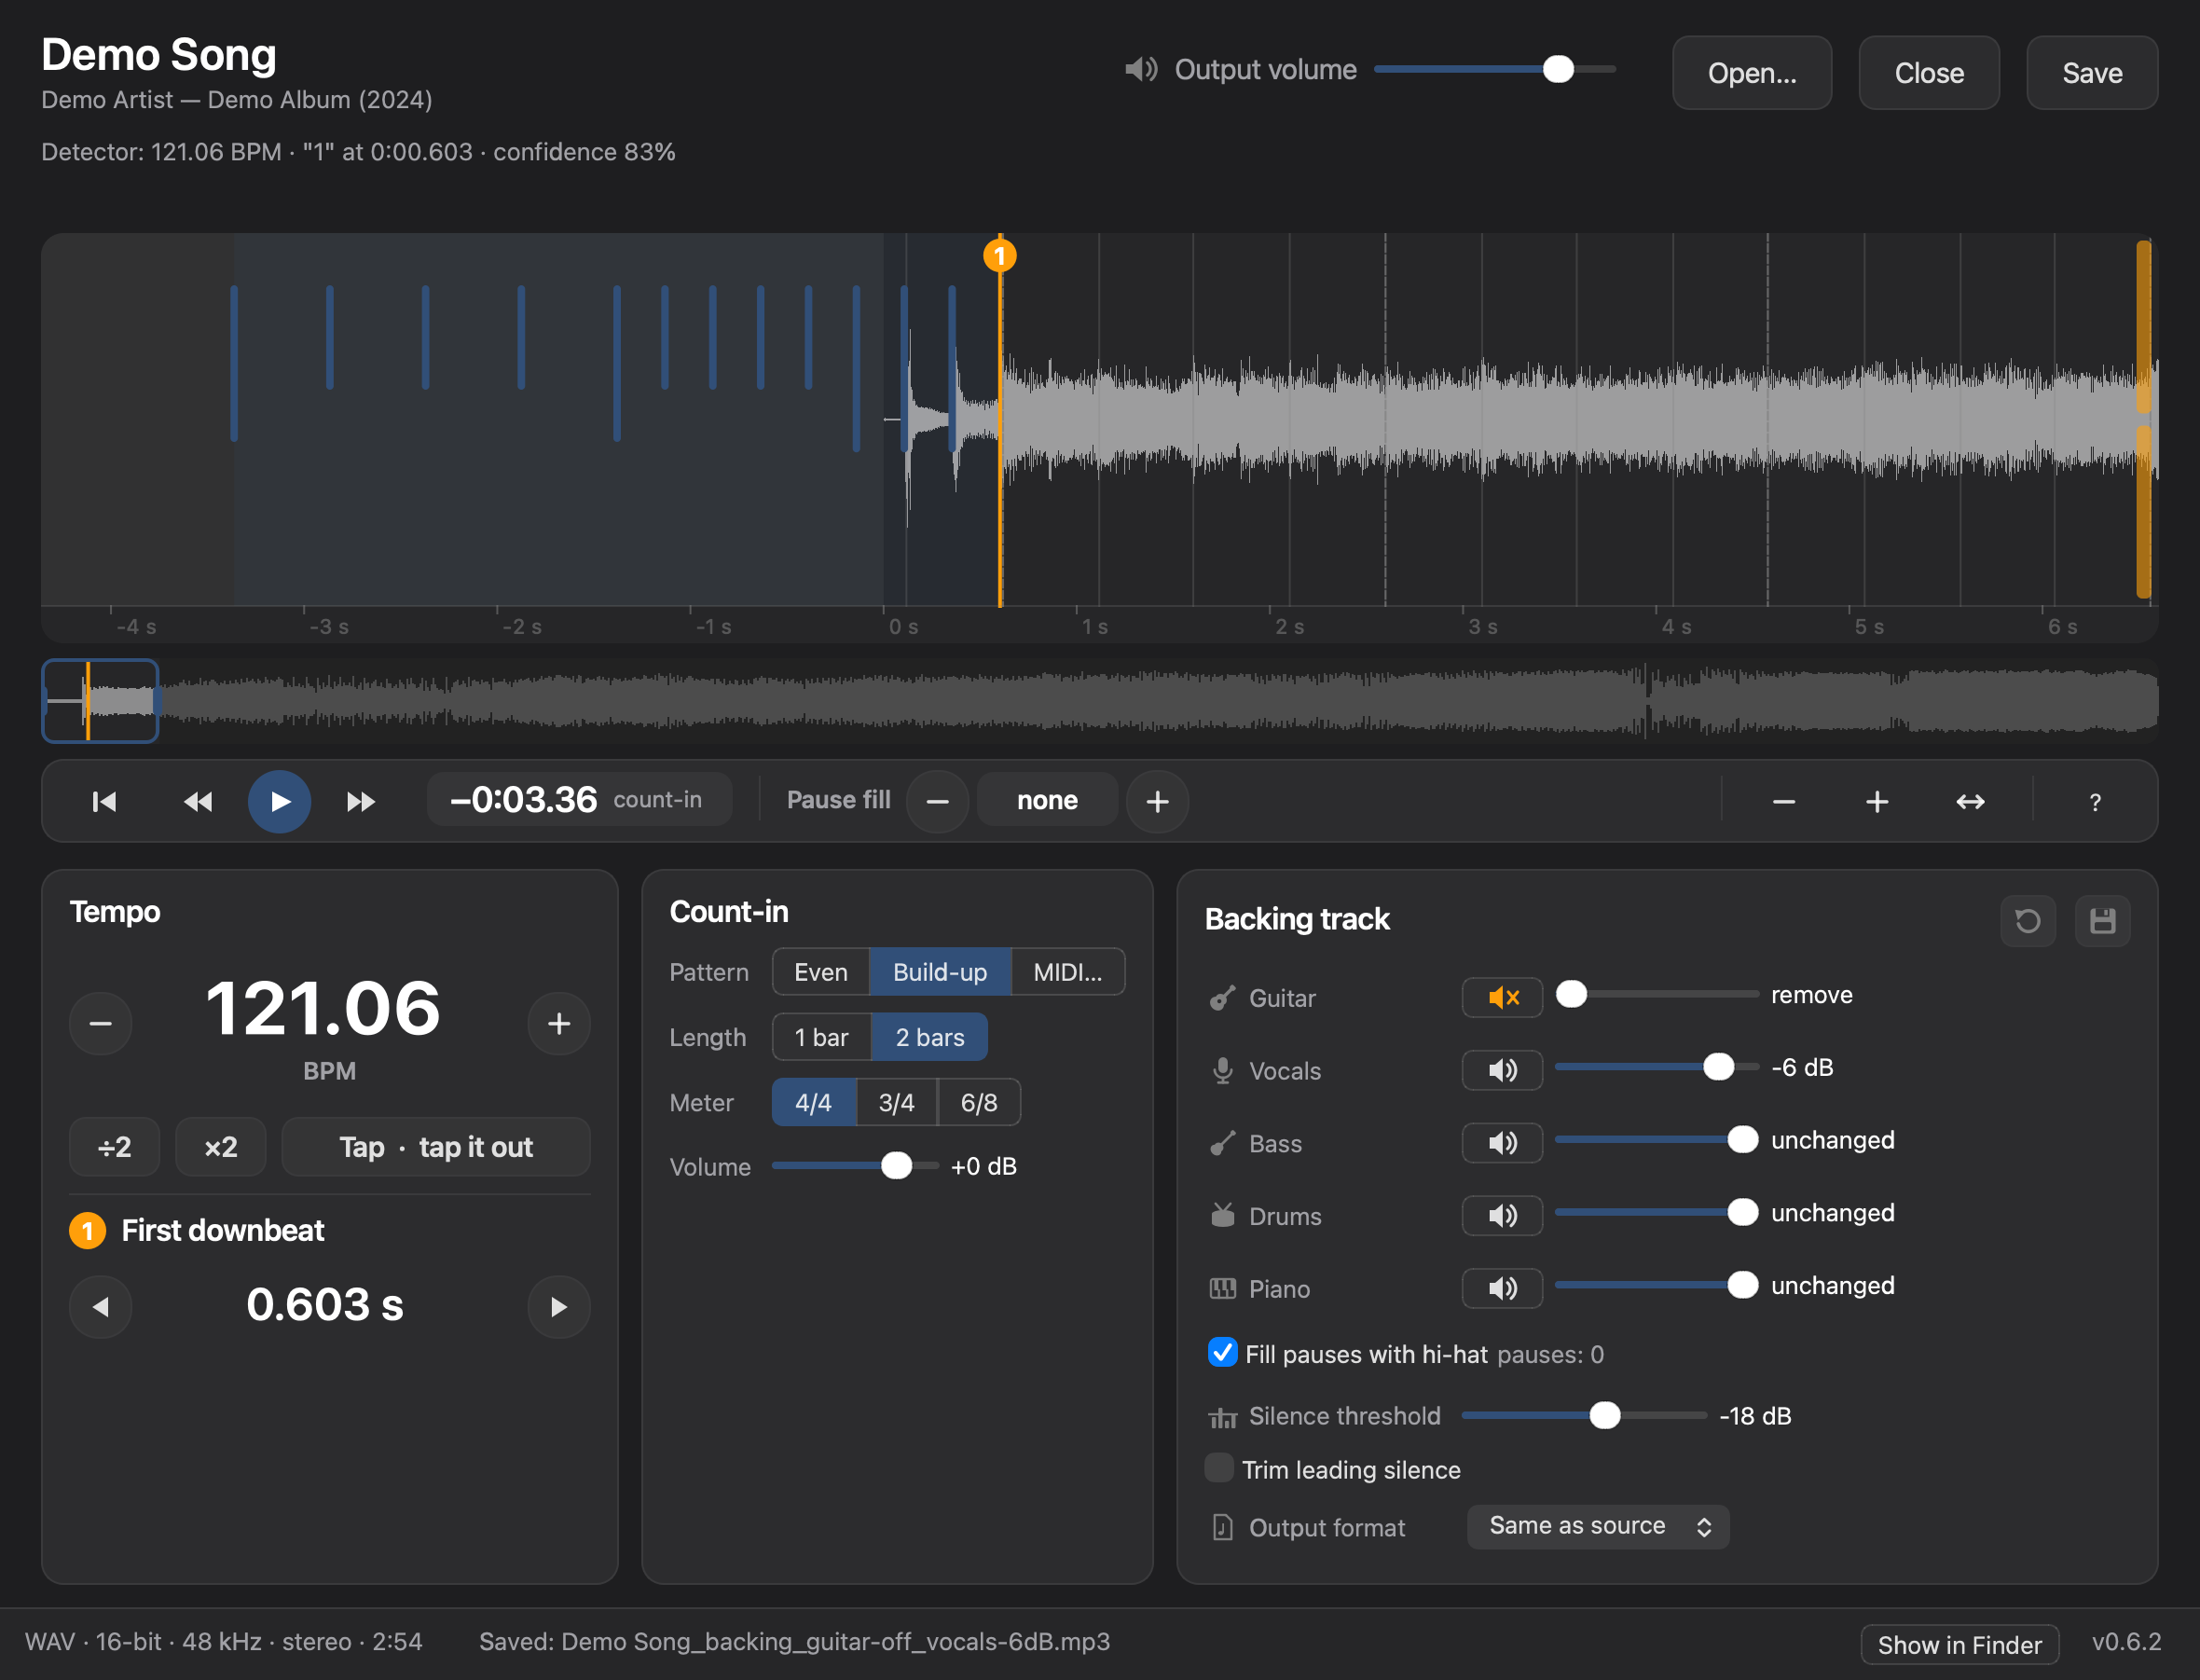 Demo Song
Output volume
Open...
Close
Save
Demo Artist — Demo Album (2024)
Detector: 121.06 BPM · "1" at 0:00.603 · confidence 83%
1
-4 s
-3 s
-2 s
-1 s
0 s
1 s
2 s
3 s
4 s
5 s
6 s
−0:03.36 count-in
Pause fill
−
none
+
−
+
?
Tempo
− 121.06 +
BPM
÷2
×2
Tap · tap it out
1 First downbeat
0.603 s
Count-in
Pattern Even Build-up MIDI...
Length 1 bar 2 bars
Meter 4/4 3/4 6/8
Volume +0 dB
Backing track
Guitar remove
Vocals -6 dB
Bass unchanged
Drums unchanged
Piano unchanged
Fill pauses with hi-hat pauses: 0
Silence threshold -18 dB
Trim leading silence
Output format Same as source
WAV · 16-bit · 48 kHz · stereo · 2:54
Saved: Demo Song_backing_guitar-off_vocals-6dB.mp3
Show in Finder
v0.6.2